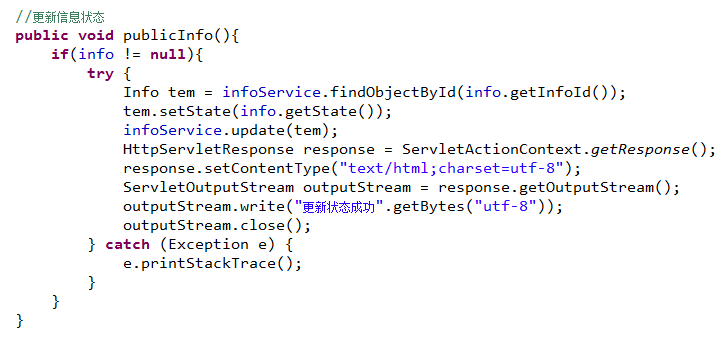 //更新信息状态
public void publicInfo(){
    if(info != null){
        try {
            Info tem = infoService.findObjectById(info.getInfoId());
            tem.setState(info.getState());
            infoService.update(tem);
            HttpServletResponse response = ServletActionContext.getResponse();
            response.setContentType("text/html;charset=utf-8");
            ServletOutputStream outputStream = response.getOutputStream();
            outputStream.write("更新状态成功".getBytes("utf-8"));
            outputStream.close();
        } catch (Exception e) {
            e.printStackTrace();
        }
    }
}